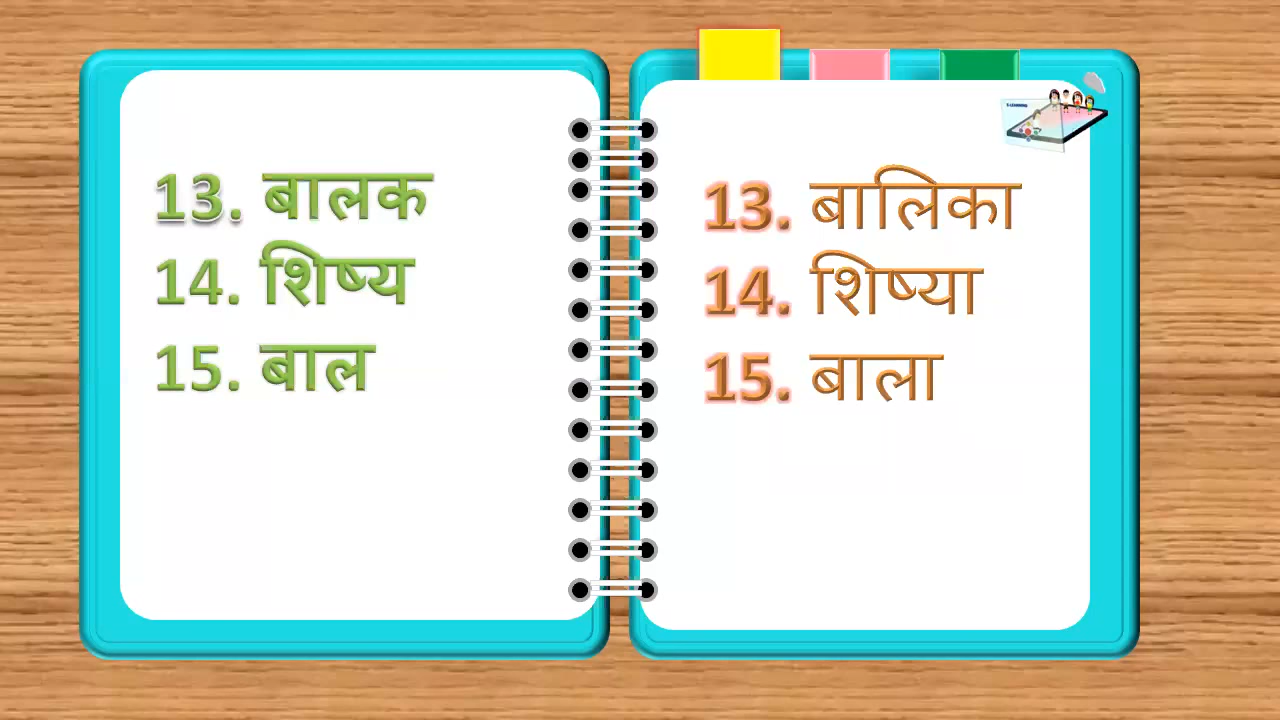 13. बालक
14. शिष्य
15. बाल
13. बालिका
14. शिष्या
15. बाला